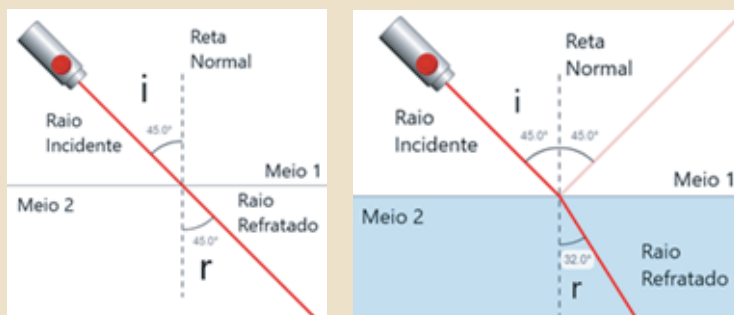 Reta
Normal
i
45.0°
Raio
Incidente
Meio 1
Meio 2
Raio
Refratado
45.0°
r
Reta
Normal
i
45.0°
45.0°
Raio
Incidente
Meio 1
Meio 2
32.0°
Raio
Refratado
r